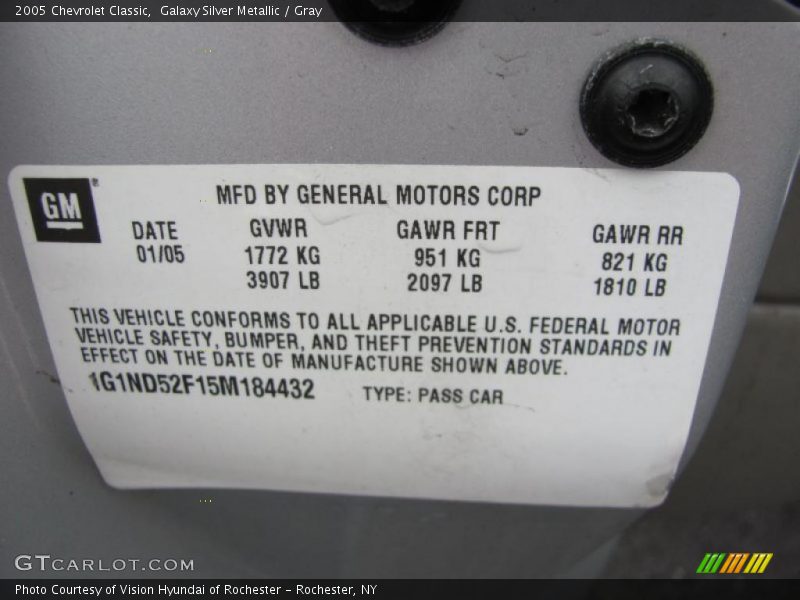 2005 Chevrolet Classic,  Galaxy Silver Metallic / Gray
GM®
MFD BY GENERAL MOTORS CORP
DATE GVWR GAWR FRT GAWR RR
01/05 1772 KG 951 KG 821 KG
3907 LB 2097 LB 1810 LB
THIS VEHICLE CONFORMS TO ALL APPLICABLE U.S. FEDERAL MOTOR
VEHICLE SAFETY, BUMPER, AND THEFT PREVENTION STANDARDS IN
EFFECT ON THE DATE OF MANUFACTURE SHOWN ABOVE.
1G1ND52F15M184432 TYPE: PASS CAR
GTCARLOT.COM
Photo Courtesy of Vision Hyundai of Rochester – Rochester, NY